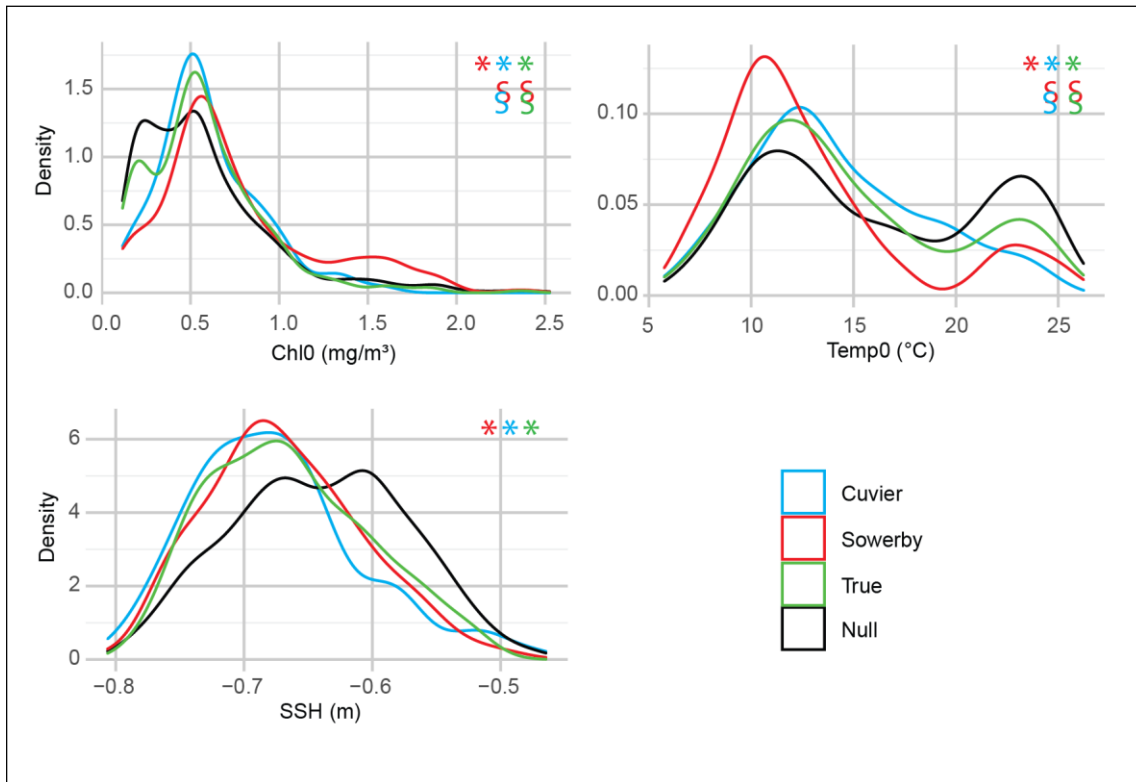 * * *
§ §
1.5
1.0
0.5
0.0
Density
0.0 0.5 1.0 1.5 2.0 2.5
Chl0 (mg/m³)
* * *
§ §
0.10
0.05
0.00
5 10 15 20 25
Temp0 (°C)
* * *
6
4
2
0
Density
−0.8 −0.7 −0.6 −0.5
SSH (m)
Cuvier
Sowerby
True
Null